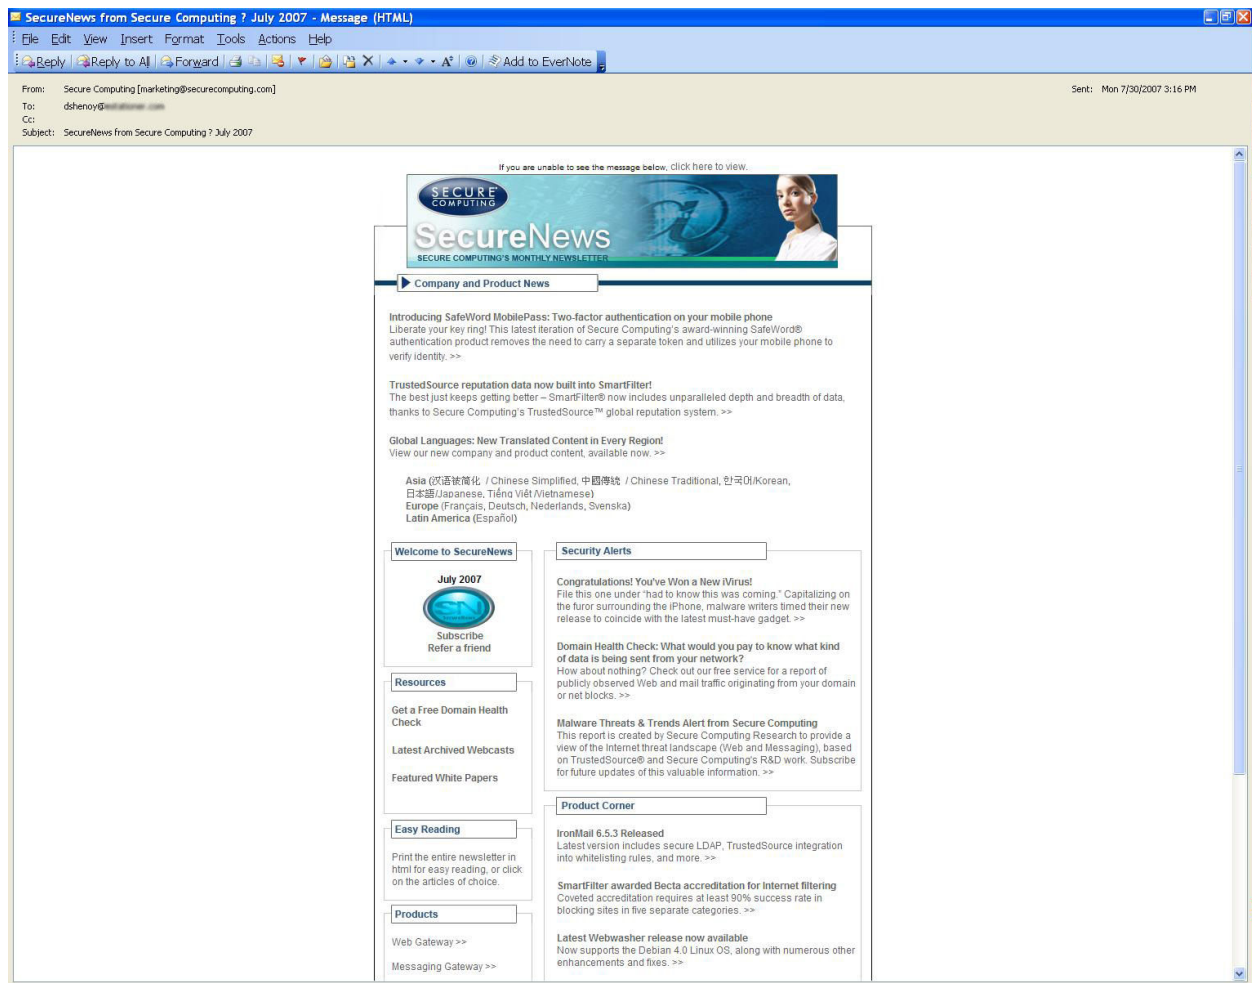 SecureNews from Secure Computing ? July 2007 - Message (HTML)
File Edit View Insert Format Tools Actions Help
Reply Reply to All Forward Add to EverNote
From: Secure Computing [marketing@securecomputing.com]
Sent: Mon 7/30/2007 3:16 PM
To: dshenoy@
Cc:
Subject: SecureNews from Secure Computing ? July 2007
If you are unable to see the message below, click here to view.
SECURE
COMPUTING
SecureNews
SECURE COMPUTING'S MONTHLY NEWSLETTER
Company and Product News
Introducing SafeWord MobilePass: Two-factor authentication on your mobile phone
Liberate your key ring! This latest iteration of Secure Computing's award-winning SafeWord®
authentication product removes the need to carry a separate token and utilizes your mobile phone to
verify identity. >>
TrustedSource reputation data now built into SmartFilter!
The best just keeps getting better – SmartFilter® now includes unparalleled depth and breadth of data,
thanks to Secure Computing's TrustedSource™ global reputation system. >>
Global Languages: New Translated Content in Every Region!
View our new company and product content, available now. >>
Asia (汉语被简化 / Chinese Simplified, 中國傳統 / Chinese Traditional, 한국어/Korean,
日本語/Japanese, Tiếng Việt/Vietnamese)
Europe (Français, Deutsch, Nederlands, Svenska)
Latin America (Español)
Welcome to SecureNews
July 2007
SN
Subscribe
Refer a friend
Resources
Get a Free Domain Health
Check
Latest Archived Webcasts
Featured White Papers
Easy Reading
Print the entire newsletter in
html for easy reading, or click
on the articles of choice.
Products
Web Gateway >>
Messaging Gateway >>
Security Alerts
Congratulations! You've Won a New iVirus!
File this one under "had to know this was coming." Capitalizing on
the furor surrounding the iPhone, malware writers timed their new
release to coincide with the latest must-have gadget. >>
Domain Health Check: What would you pay to know what kind
of data is being sent from your network?
How about nothing? Check out our free service for a report of
publicly observed Web and mail traffic originating from your domain
or net blocks. >>
Malware Threats & Trends Alert from Secure Computing
This report is created by Secure Computing Research to provide a
view of the Internet threat landscape (Web and Messaging), based
on TrustedSource® and Secure Computing's R&D work. Subscribe
for future updates of this valuable information. >>
Product Corner
IronMail 6.5.3 Released
Latest version includes secure LDAP, TrustedSource integration
into whitelisting rules, and more. >>
SmartFilter awarded Becta accreditation for Internet filtering
Coveted accreditation requires at least 90% success rate in
blocking sites in five separate categories. >>
Latest Webwasher release now available
Now supports the Debian 4.0 Linux OS, along with numerous other
enhancements and fixes. >>